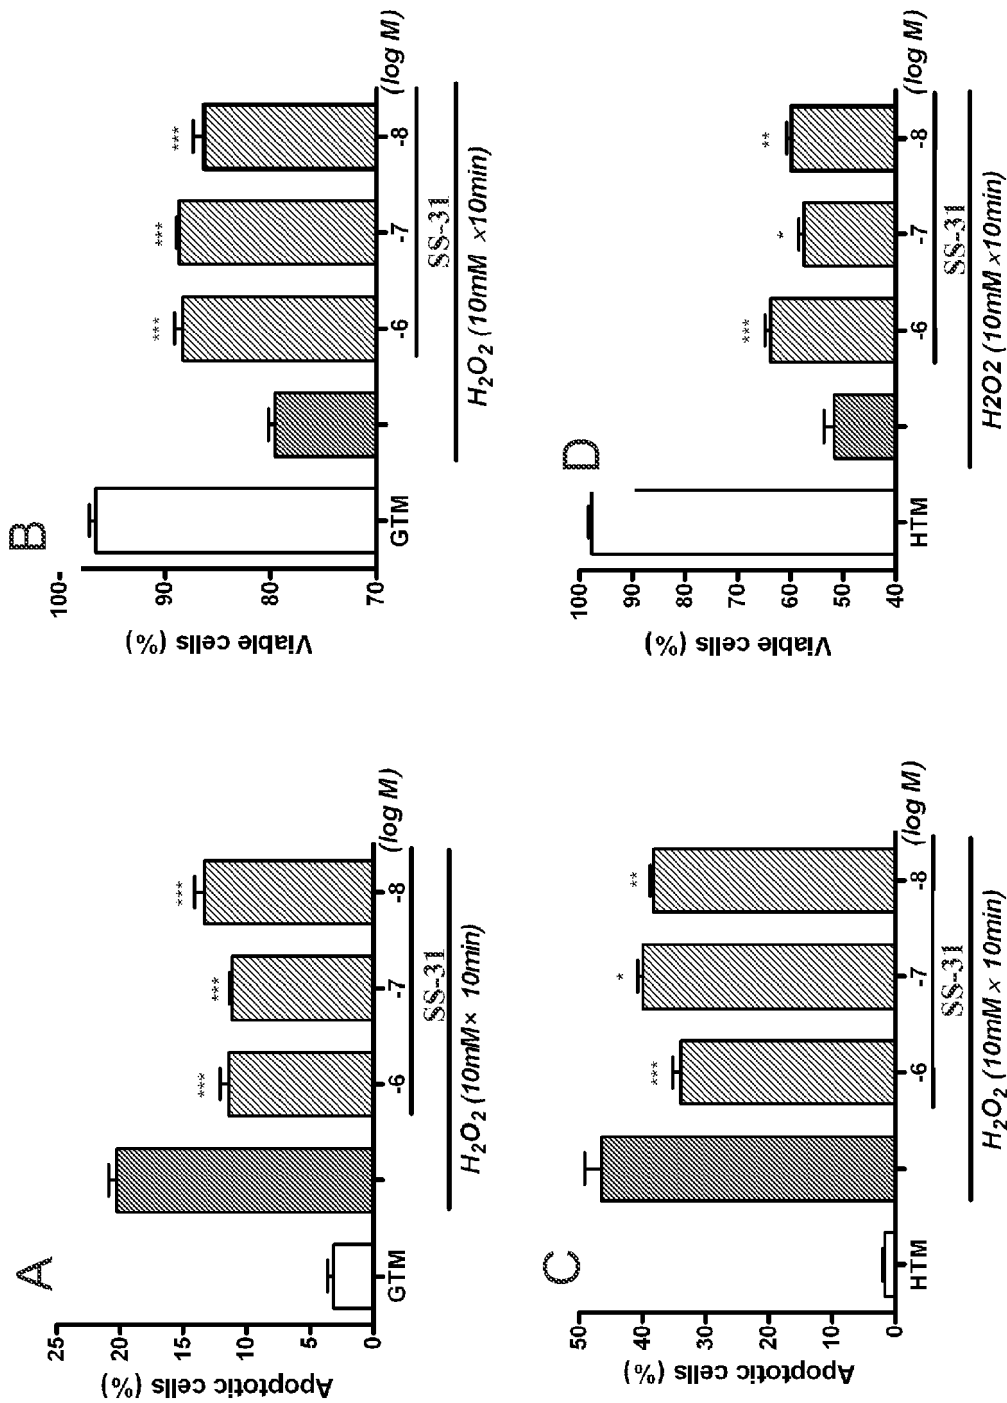 A
Apoptotic cells (%)
25
20
15
10
5
0
***
***
***
GTM
-6
-7
-8
(log M)
SS-31
H₂O₂ (10mM × 10min)
B
Viable cells (%)
100-
90
80
70
***
***
***
GTM
-6
-7
-8
(log M)
SS-31
H₂O₂ (10mM ×10min)
C
Apoptotic cells (%)
50
40
30
20
10
0
***
*
**
HTM
-6
-7
-8
(log M)
SS-31
H₂O₂ (10mM × 10min)
D
Viable cells (%)
100
90
80
70
60
50
40
***
*
**
HTM
-6
-7
-8
(log M)
SS-31
H2O2 (10mM ×10min)